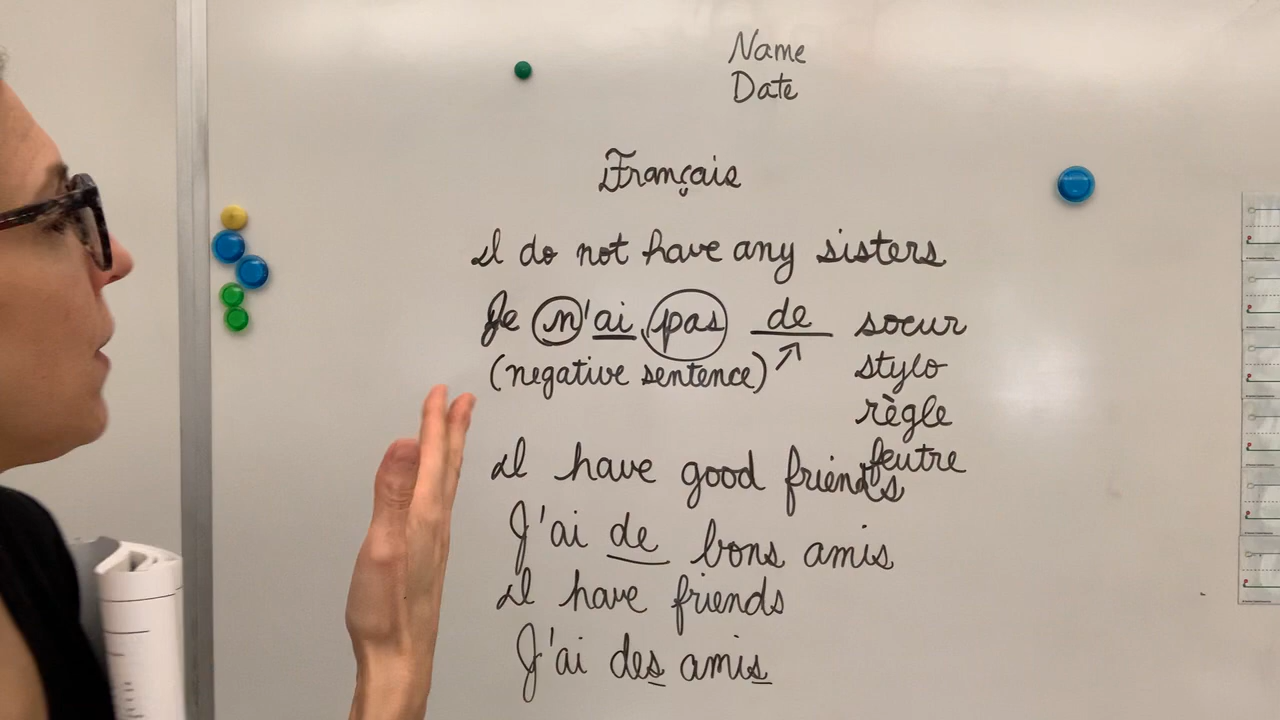 Name
Date
Français
I do not have any sisters
Je n'ai pas de soeur
(negative sentence)
stylo
règle
feutre
I have good friends
J'ai de bons amis
I have friends
J'ai des amis